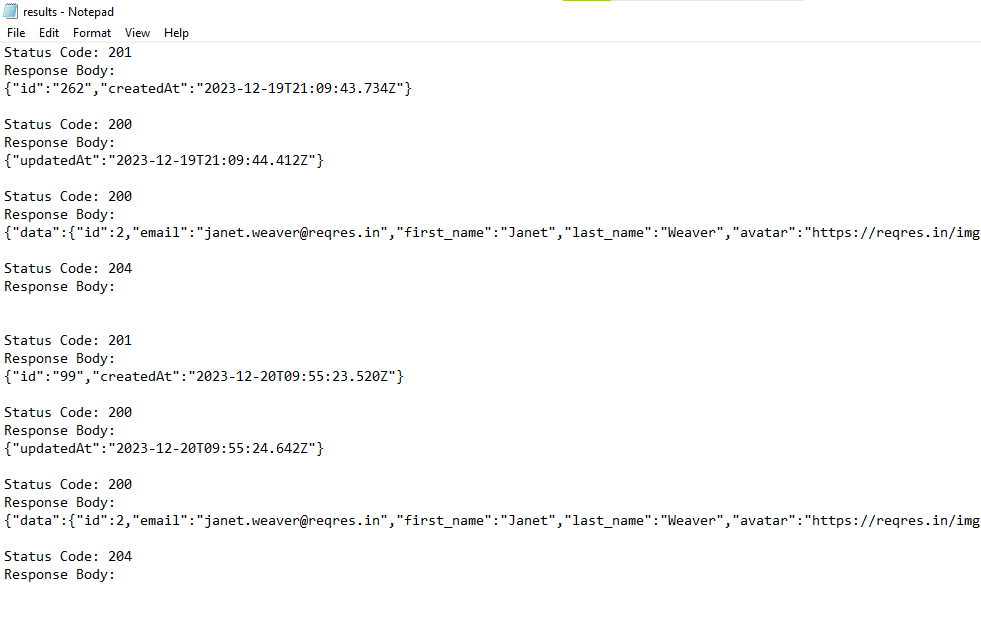 results - Notepad
File Edit Format View Help
Status Code: 201
Response Body:
{"id":"262","createdAt":"2023-12-19T21:09:43.734Z"}
Status Code: 200
Response Body:
{"updatedAt":"2023-12-19T21:09:44.412Z"}
Status Code: 200
Response Body:
{"data":{"id":2,"email":"janet.weaver@reqres.in","first_name":"Janet","last_name":"Weaver","avatar":"https://reqres.in/img
Status Code: 204
Response Body:
Status Code: 201
Response Body:
{"id":"99","createdAt":"2023-12-20T09:55:23.520Z"}
Status Code: 200
Response Body:
{"updatedAt":"2023-12-20T09:55:24.642Z"}
Status Code: 200
Response Body:
{"data":{"id":2,"email":"janet.weaver@reqres.in","first_name":"Janet","last_name":"Weaver","avatar":"https://reqres.in/img
Status Code: 204
Response Body: